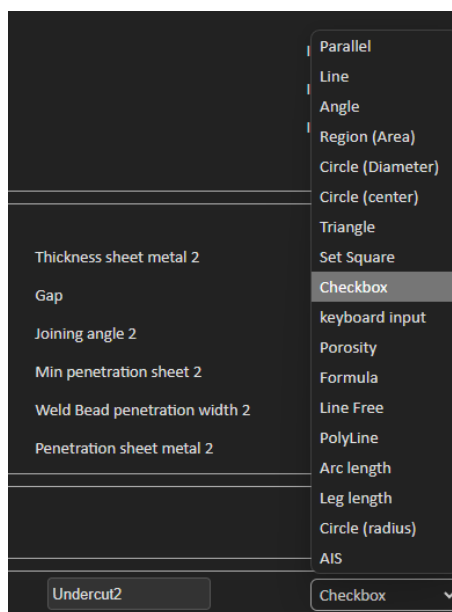 Parallel
Line
Angle
Region (Area)
Circle (Diameter)
Circle (center)
Triangle
Set Square
Checkbox
keyboard input
Porosity
Formula
Line Free
PolyLine
Arc length
Leg length
Circle (radius)
AIS
Thickness sheet metal 2
Gap
Joining angle 2
Min penetration sheet 2
Weld Bead penetration width 2
Penetration sheet metal 2
Undercut2
Checkbox